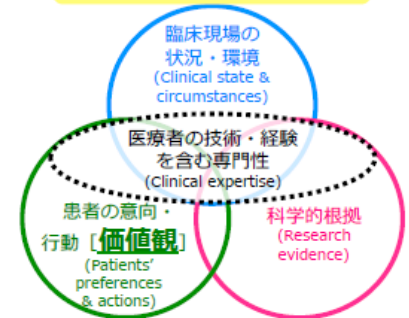 臨床現場の
状況・環境
(Clinical state &
circumstances)
医療者の技術・経験
を含む専門性
(Clinical expertise)
患者の意向・
行動［価値観］
(Patients'
preferences
& actions)
科学的根拠
(Research
evidence)